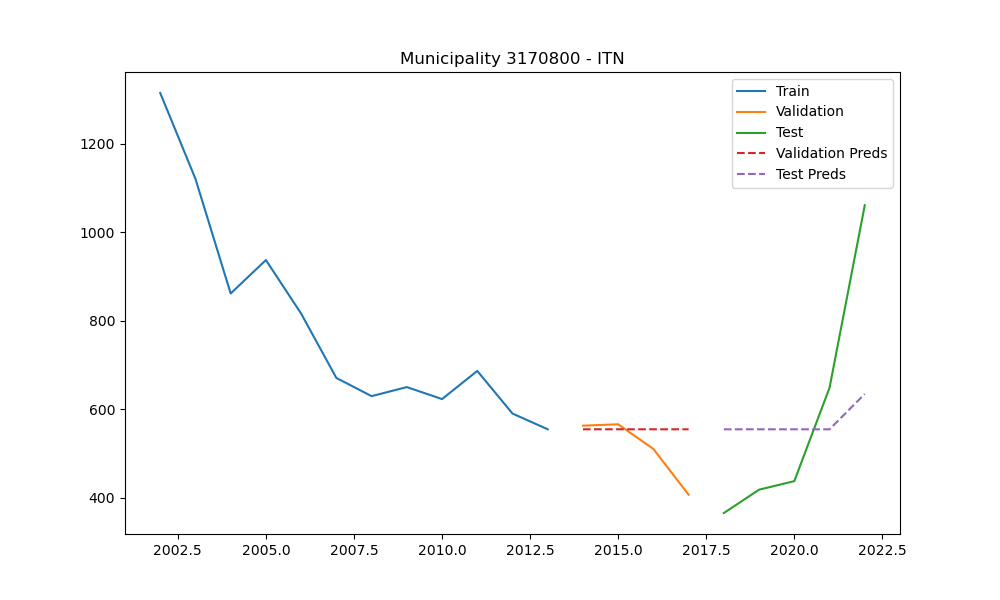 Municipality 3170800 - ITN
Train
Validation
Test
Validation Preds
Test Preds
1200
1000
800
600
400
2002.5 2005.0 2007.5 2010.0 2012.5 2015.0 2017.5 2020.0 2022.5